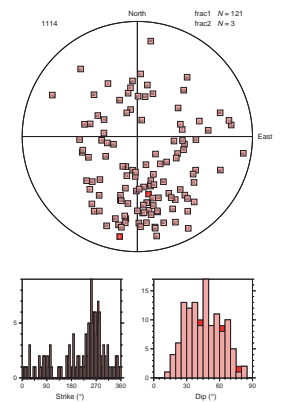 North
1114
frac1 N = 121
frac2 N = 3
East
5
0
0 90 180 270 360
Strike (°)
15
10
5
0
0 30 60 90
Dip (°)